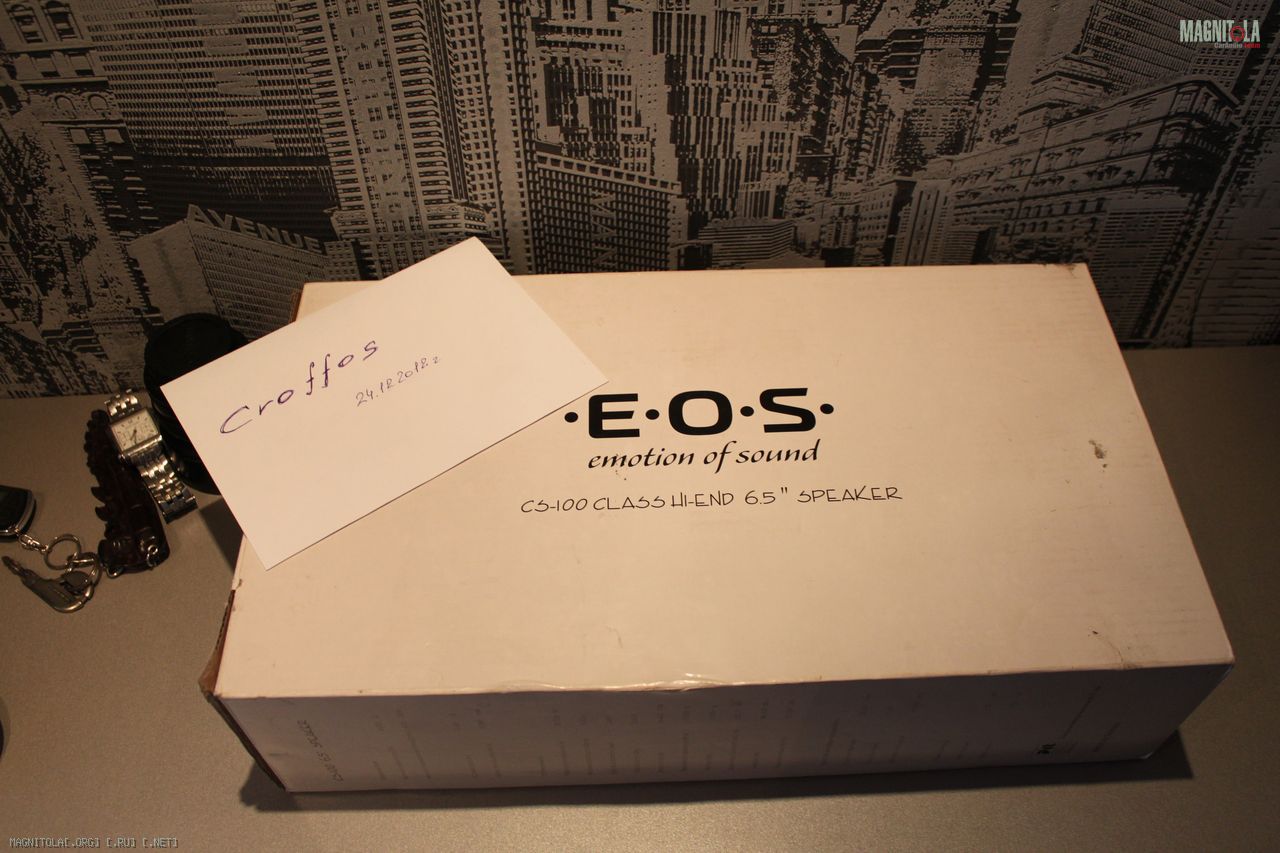 MAGNITOLA
AVENUE
Croffos
24.12.2012 г
·E·O·S·
emotion of sound
CS-100 CLASS HI-END 6.5" SPEAKER
MAGNITOLA[.ORG] [.RU] [.NET]